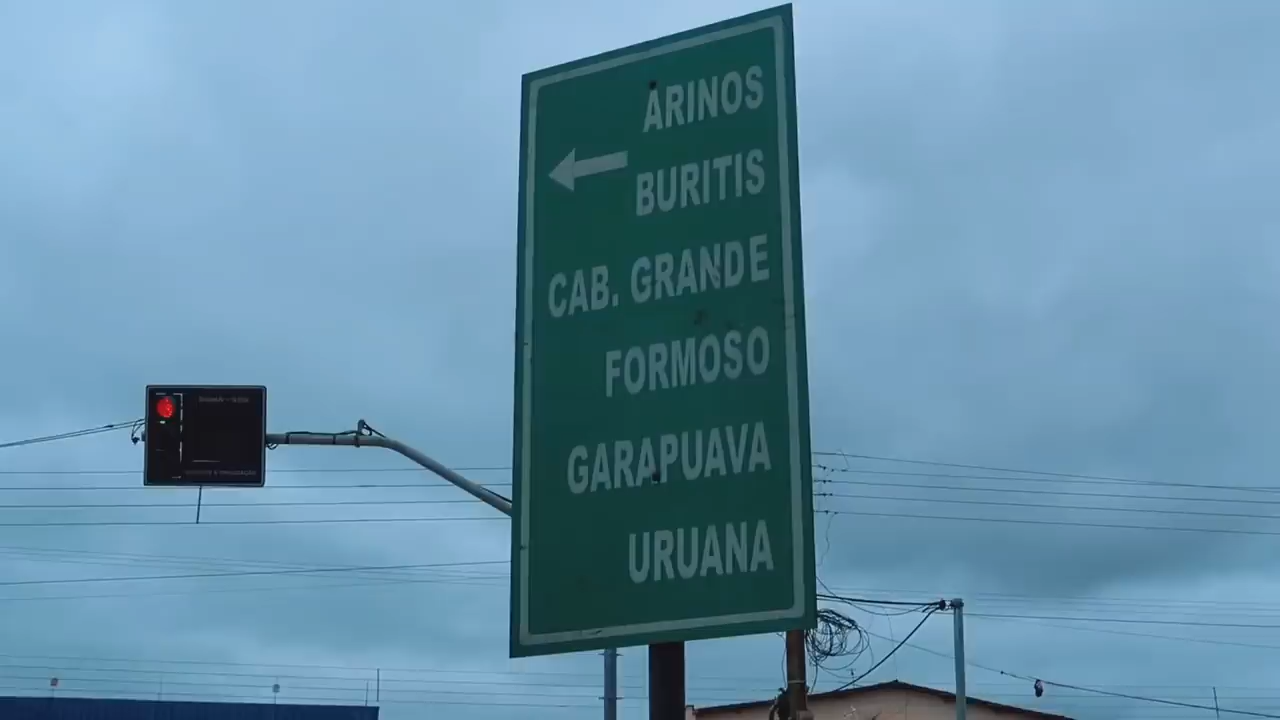 ARINOS
BURITIS
CAB. GRANDE
FORMOSO
GARAPUAVA
URUANA